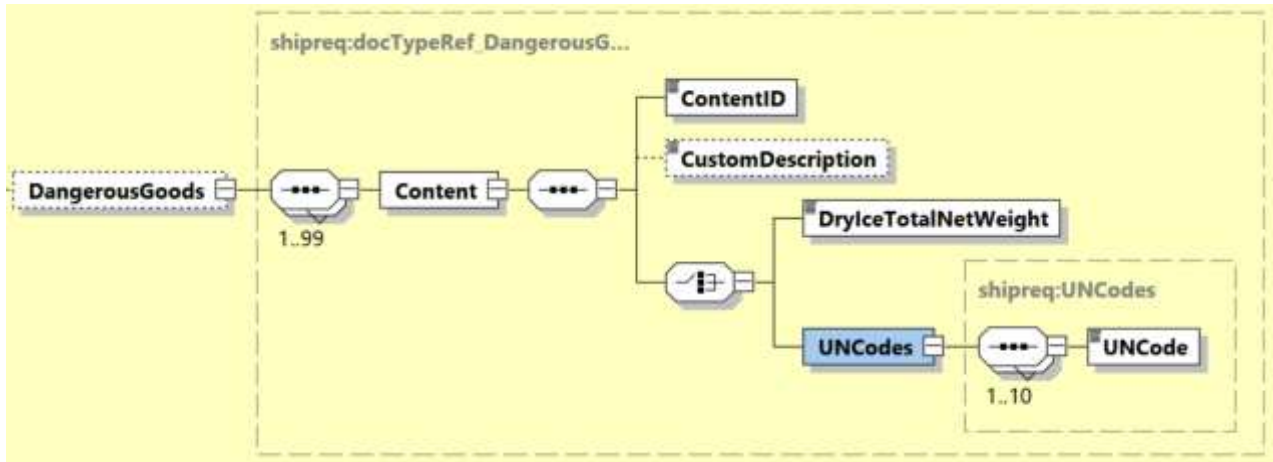 shipreq:docTypeRef_DangerousG...
ContentID
CustomDescription
DangerousGoods
Content
1..99
DryIceTotalNetWeight
shipreq:UNCodes
UNCodes
UNCode
1..10